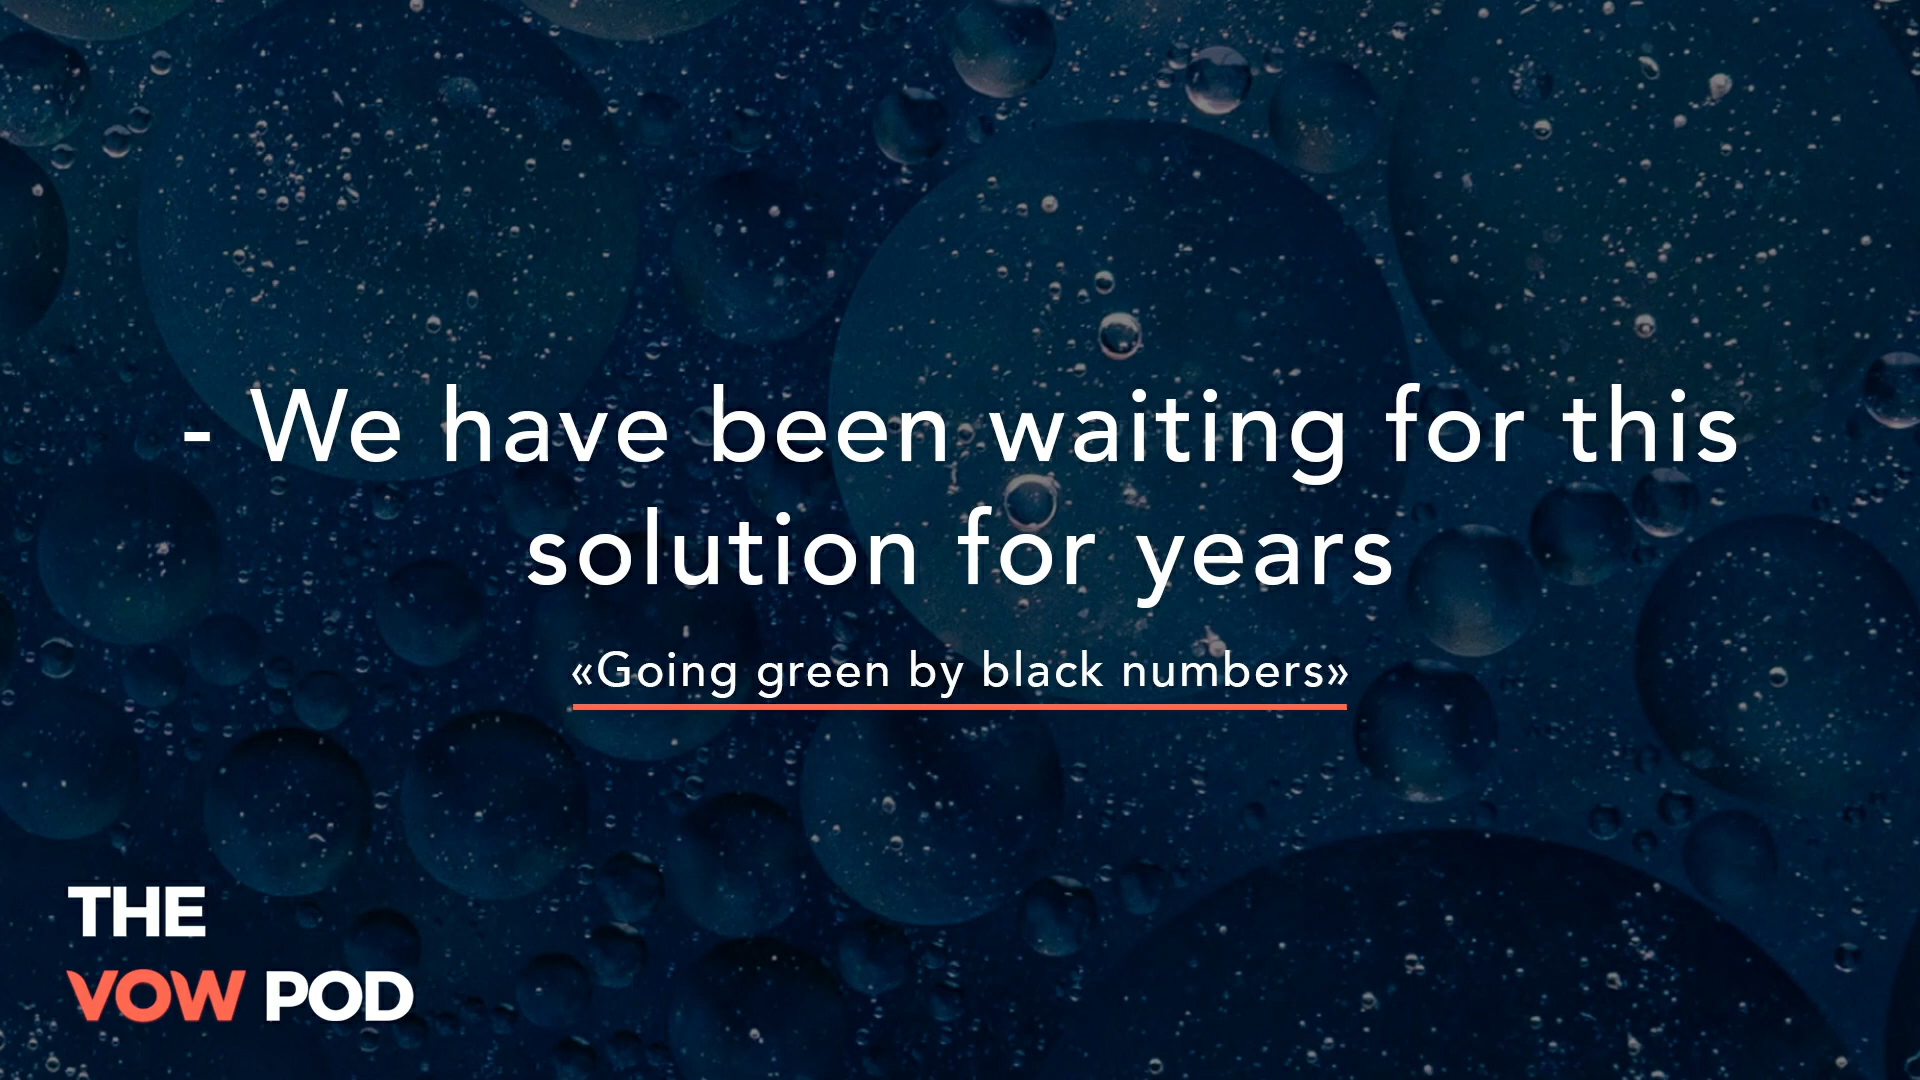 - We have been waiting for this
solution for years
«Going green by black numbers»
THE
VOW POD